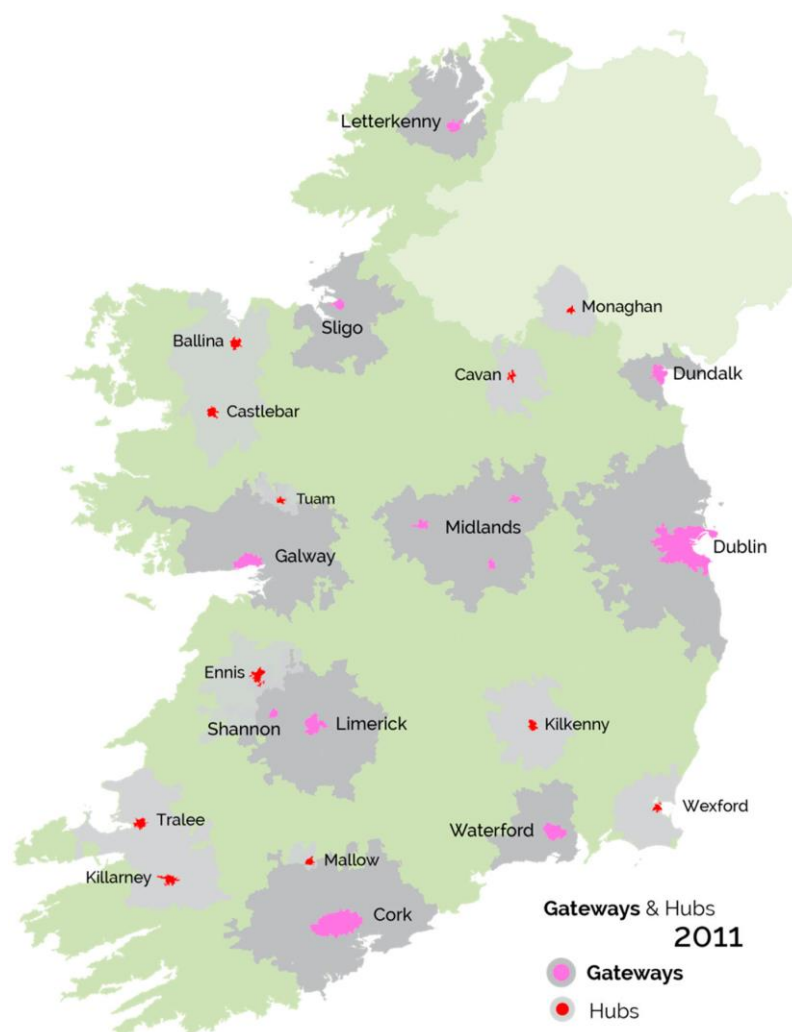 Letterkenny
Monaghan
Sligo
Ballina
Cavan
Dundalk
Castlebar
Tuam
Midlands
Dublin
Galway
Ennis
Shannon
Limerick
Kilkenny
Wexford
Tralee
Waterford
Mallow
Killarney
Cork
Gateways & Hubs
2011
Gateways
Hubs